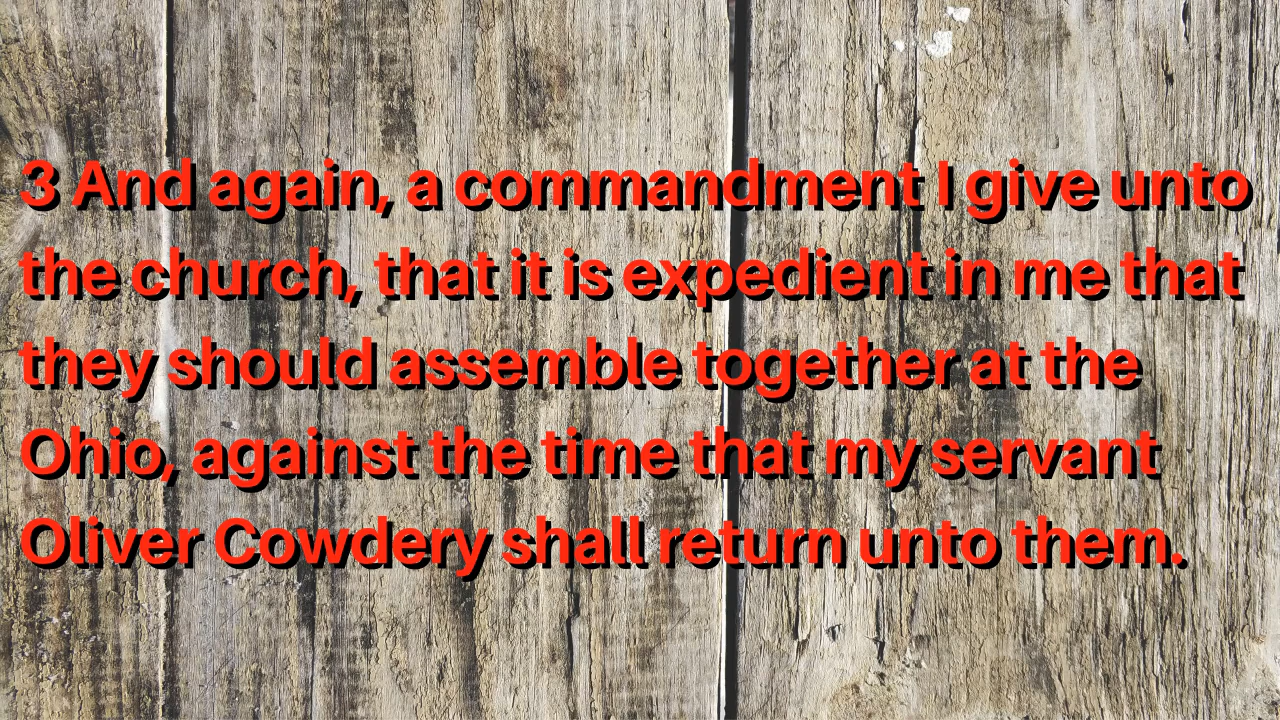 3 And again, a commandment I give unto
the church, that it is expedient in me that
they should assemble together at the
Ohio, against the time that my servant
Oliver Cowdery shall return unto them.